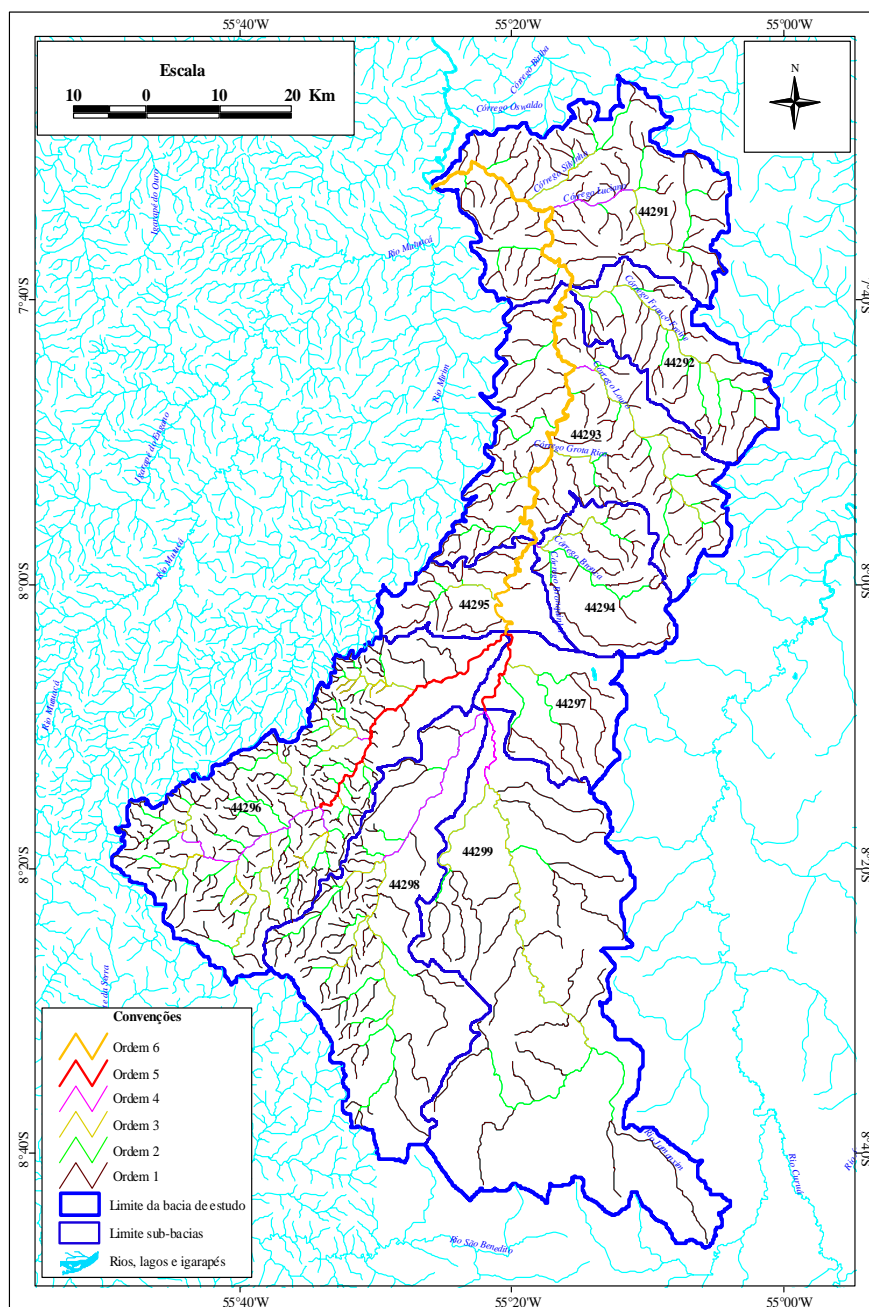 55°40'W 55°20'W 55°00'W
Escala
10 0 10 20 Km
N
Córrego Oswaldo
Igarapé do Ouro
Córrego Luciano
44291
7°40'S
7°40'S
44292
Rio Mirim
44293
Córrego Grota Rica
8°00'S
8°00'S
44295
44294
44297
44296
44299
44298
8°20'S
8°20'S
8°40'S
8°40'S
Rio Curuá
Rio São Benedito
Convenções
Ordem 6
Ordem 5
Ordem 4
Ordem 3
Ordem 2
Ordem 1
Limite da bacia de estudo
Limite sub-bacias
Rios, lagos e igarapés
55°40'W 55°20'W 55°00'W